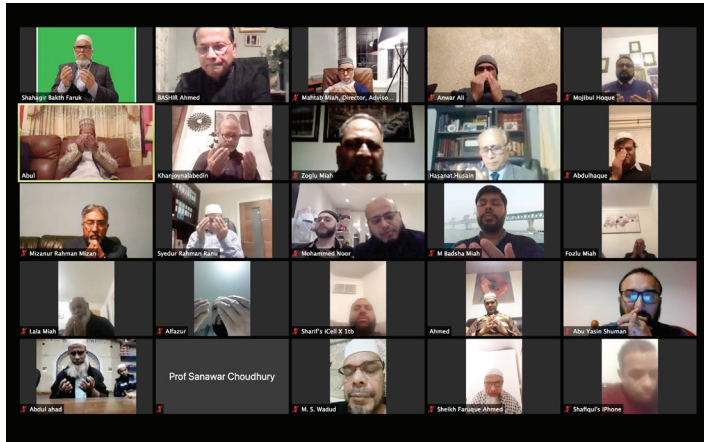 Shahagir Bakth Faruk
BASHIR Ahmed
Mahtab Miah, Director, Adviso...
Anwar Ali
Mojibul Hoque
Abul
Khanjoynalabedin
Zoglu Miah
Hasanat.Husain
Abdulhaque
Mizanur Rahman Mizan
Syedur Rahman Ranu
Mohammed Noor
M Badsha Miah
Fozlu Miah
Lala Miah
Alfazur
Sharif's iCell X 1tb
Ahmed
Abu Yasin Shuman
Abdul ahad
Prof Sanawar Choudhury
M. S. Wadud
Sheikh Faruque Ahmed
Shafiqul's iPhone